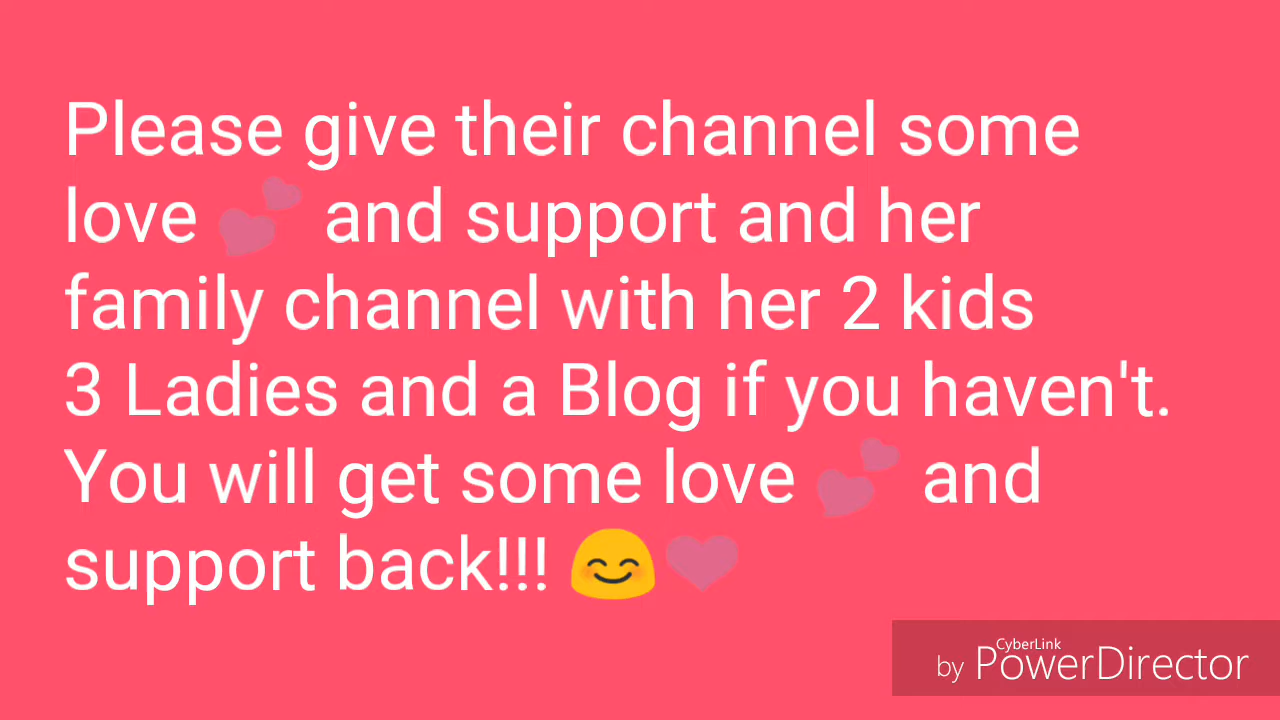 Please give their channel some
love 💕 and support and her
family channel with her 2 kids
3 Ladies and a Blog if you haven't.
You will get some love 💕 and
support back!!! 😊❤
by CyberLink PowerDirector